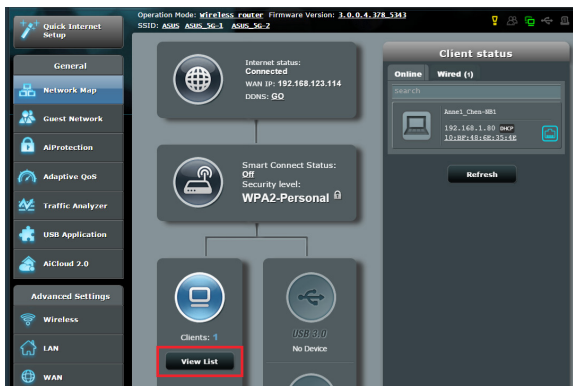 Operation Mode: Wireless router Firmware Version: 3.0.0.4.378_5343
SSID: ASUS ASUS_5G-1 ASUS_5G-2
Quick Internet
Setup
General
Network Map
Guest Network
AiProtection
Adaptive QoS
Traffic Analyzer
USB Application
AiCloud 2.0
Advanced Settings
Wireless
LAN
WAN
Internet status:
Connected
WAN IP: 192.168.123.114
DDNS: GO
Smart Connect Status:
Off
Security level:
WPA2-Personal
Clients: 1
View List
USB 3.0
No Device
Client status
Online Wired (1)
Search
Anne1_Chen-NB1
192.168.1.80 DHCP
10:BF:48:6E:35:4E
Refresh